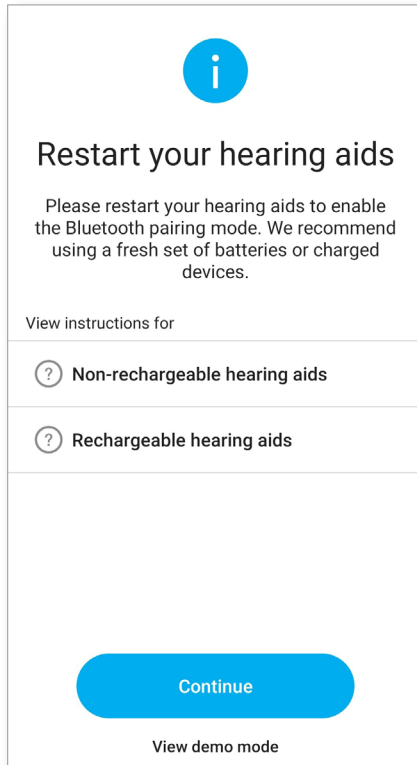 i
Restart your hearing aids
Please restart your hearing aids to enable
the Bluetooth pairing mode. We recommend
using a fresh set of batteries or charged
devices.
View instructions for
? Non-rechargeable hearing aids
? Rechargeable hearing aids
Continue
View demo mode